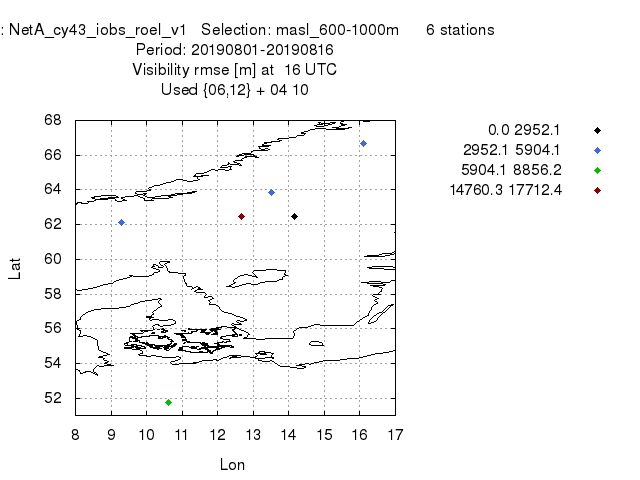 : NetA_cy43_iobs_roel_v1 Selection: masl_600-1000m 6 stations
Period: 20190801-20190816
Visibility rmse [m] at 16 UTC
Used {06,12} + 04 10
0.0 2952.1
2952.1 5904.1
5904.1 8856.2
14760.3 17712.4
68
66
64
62
60
58
56
54
52
Lat
8 9 10 11 12 13 14 15 16 17
Lon